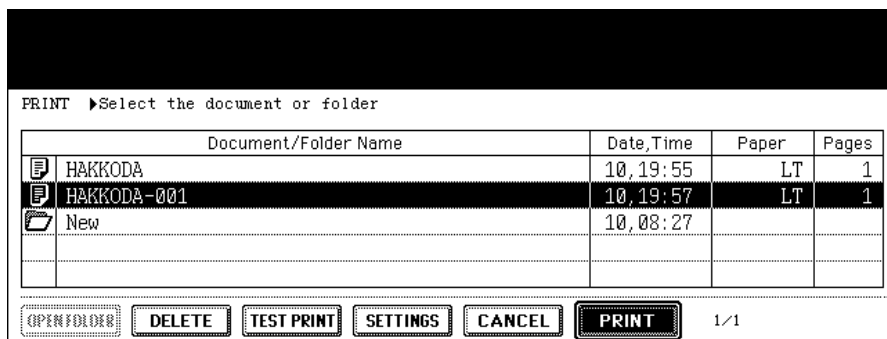 PRINT ▶Select the document or folder
Document/Folder Name Date,Time Paper Pages
HAKKODA 10,19:55 LT 1
HAKKODA-001 10,19:57 LT 1
New 10,08:27
OPEN FOLDER DELETE TEST PRINT SETTINGS CANCEL PRINT 1/1